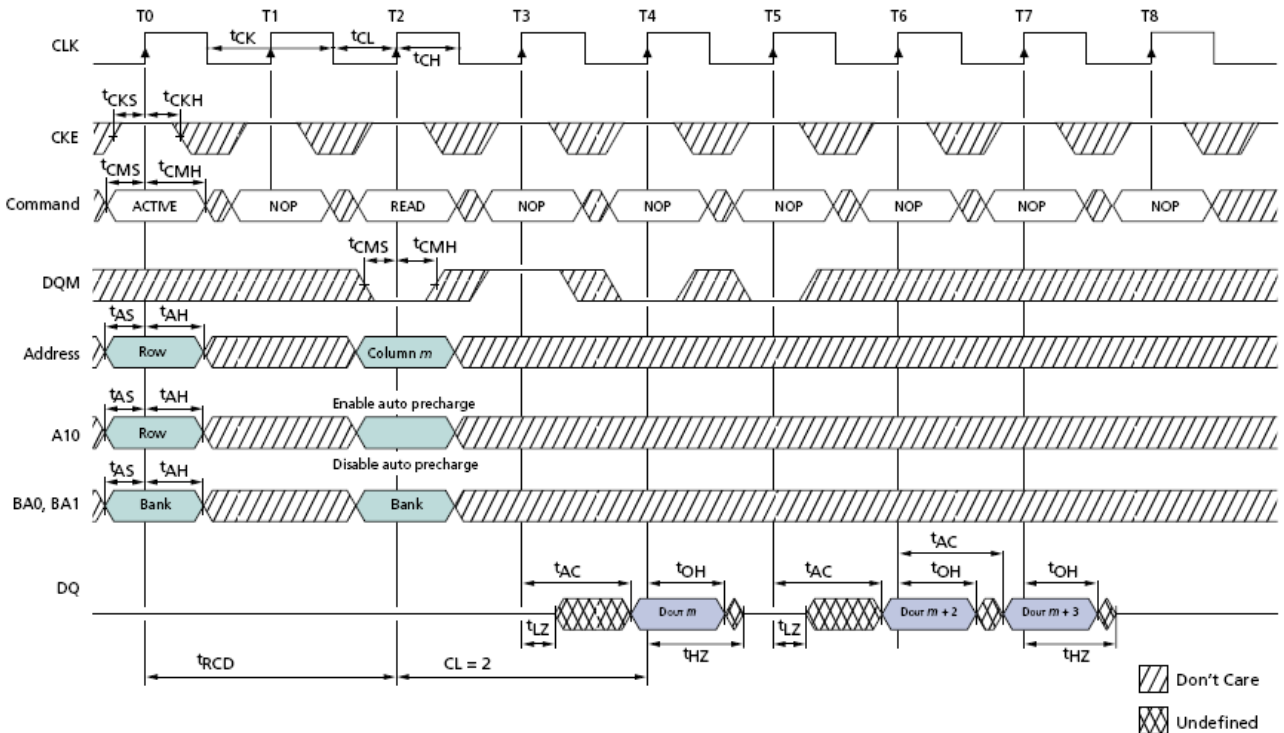 T0 T1 T2 T3 T4 T5 T6 T7 T8
CLK
tCK tCL
tCH
tCKS tCKH
CKE
tCMS tCMH
Command ACTIVE NOP READ NOP NOP NOP NOP NOP NOP
tCMS tCMH
DQM
tAS tAH
Address Row Column m
tAS tAH Enable auto precharge
A10 Row
tAS tAH Disable auto precharge
BA0, BA1 Bank Bank
tAC
tAC tOH tAC tOH tOH
DQ
Dout m Dout m + 2 Dout m + 3
tLZ tHZ tLZ tHZ
tRCD CL = 2
Don't Care
Undefined